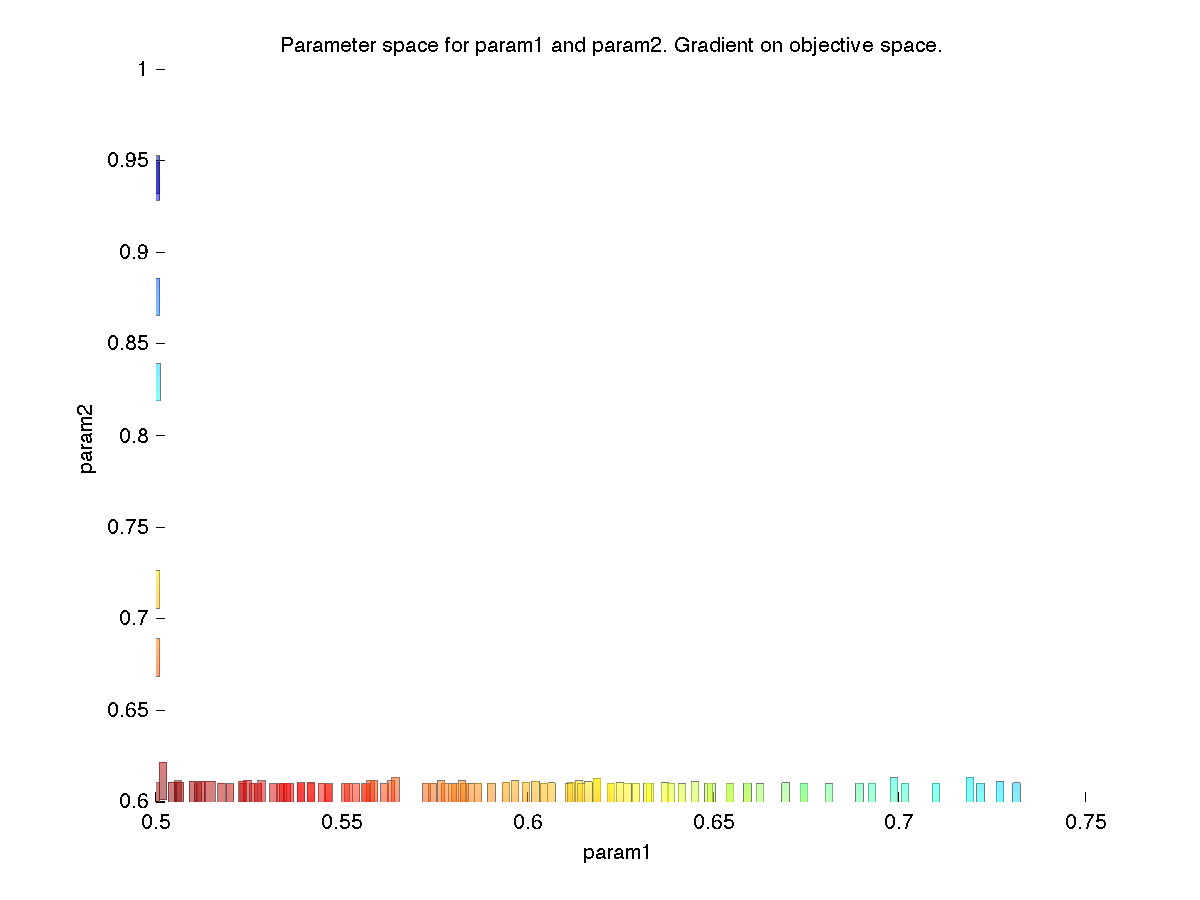 Parameter space for param1 and param2. Gradient on objective space.
1
0.95
0.9
0.85
0.8
0.75
0.7
0.65
0.6
param2
0.5 0.55 0.6 0.65 0.7 0.75
param1